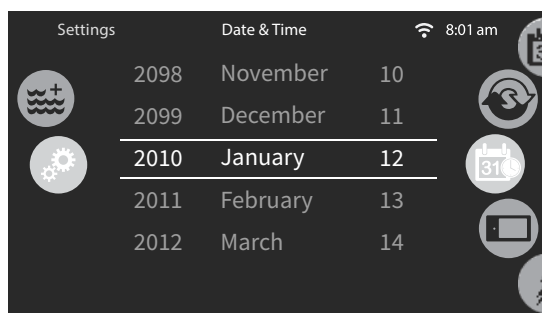 Settings Date & Time 8:01 am
2098 November 10
2099 December 11
2010 January 12
31
2011 February 13
2012 March 14